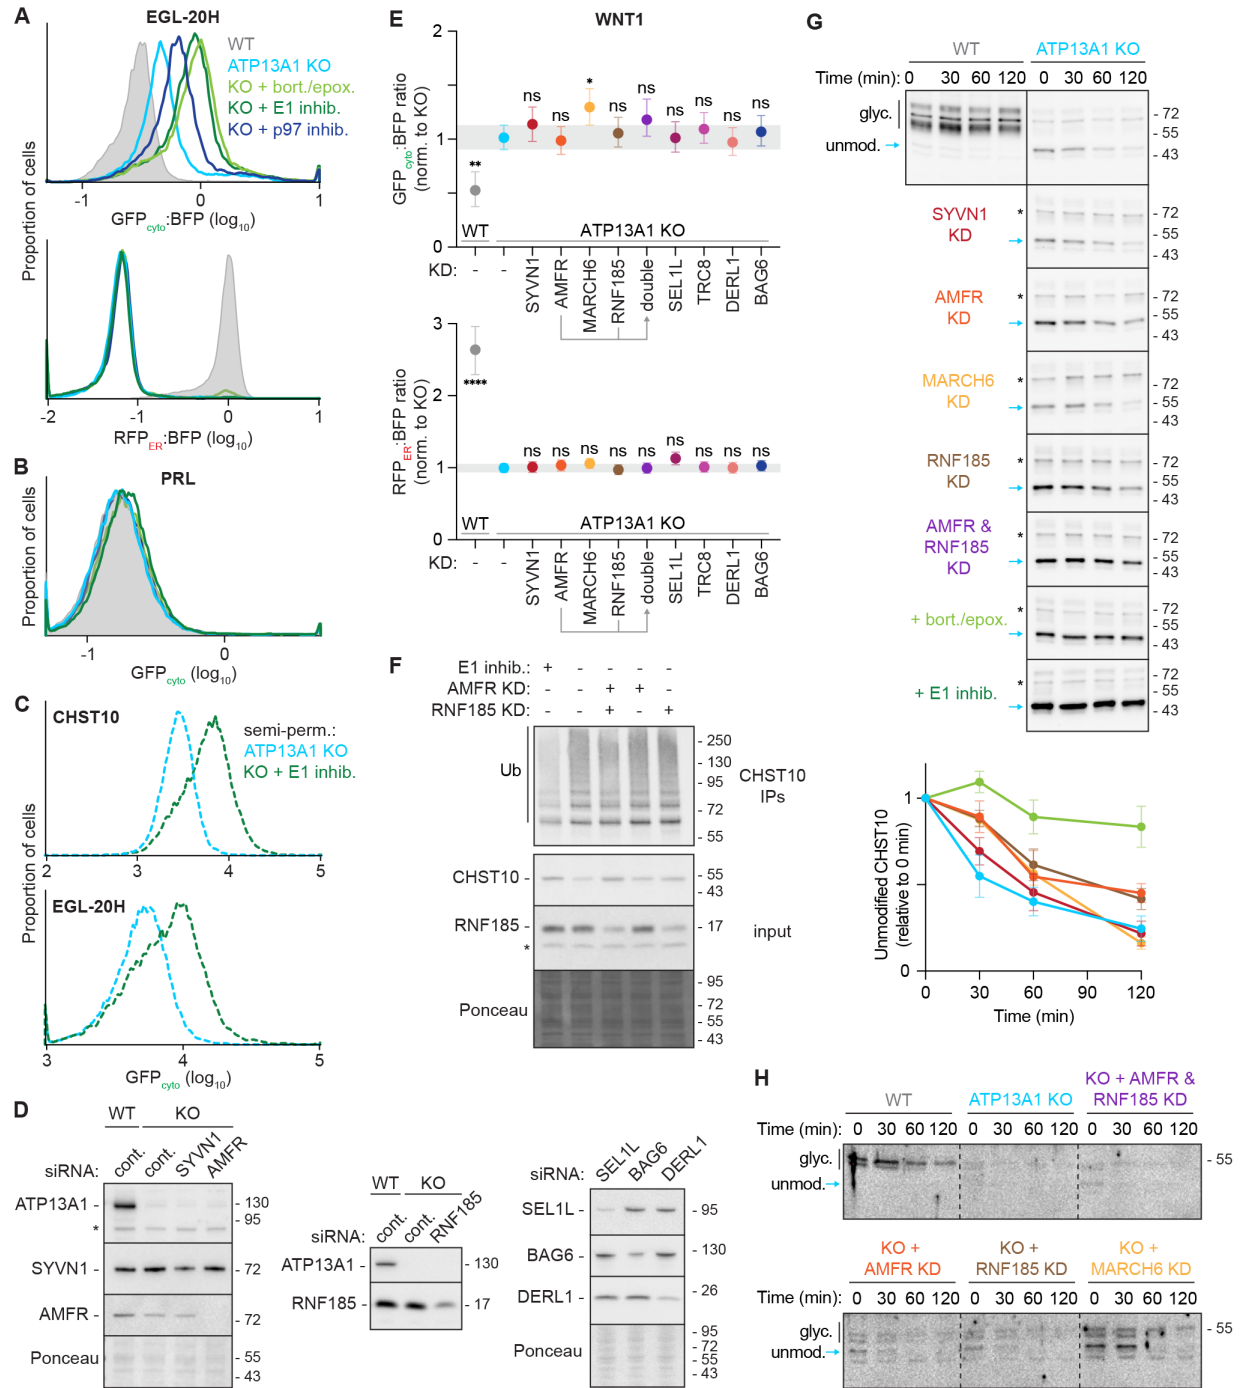 A
EGL-20H
WT
ATP13A1 KO
KO + bort./epox.
KO + E1 inhib.
KO + p97 inhib.
Proportion of cells
-1 0 1
GFPcyto:BFP (log10)
-2 -1 0 1
RFPER:BFP (log10)
B
PRL
Proportion of cells
-1 0
GFPcyto (log10)
C
CHST10
semi-perm.:
ATP13A1 KO
KO + E1 inhib.
Proportion of cells
2 3 4 5
EGL-20H
3 4 5
GFPcyto (log10)
D
WT KO
siRNA: cont. cont. SYVN1 AMFR
ATP13A1 - - 130
- 95
*
SYVN1 - - 72
AMFR - - 72
Ponceau - 55
- 43
WT KO
siRNA: cont. cont. RNF185
ATP13A1 - - 130
RNF185 - - 17
siRNA: SEL1L BAG6 DERL1
SEL1L - - 95
BAG6 - - 130
DERL1 - - 26
Ponceau - 95
- 72
- 55
- 43
E
WNT1
GFPcyto:BFP ratio
(norm. to KO)
2
1
0
** ns ns * ns ns ns ns ns ns
WT ATP13A1 KO
KD: - - SYVN1 AMFR MARCH6 RNF185 double SEL1L TRC8 DERL1 BAG6
RFPER:BFP ratio
(norm. to KO)
3
2
1
0
**** ns ns ns ns ns ns ns ns ns
WT ATP13A1 KO
KD: - - SYVN1 AMFR MARCH6 RNF185 double SEL1L TRC8 DERL1 BAG6
F
E1 inhib.: + - - - -
AMFR KD: - - + + -
RNF185 KD: - - + - +
Ub
- 250
- 130
- 95
- 72
- 55
CHST10
IPs
CHST10 - - 55
- 43
RNF185 - - 17
*
input
Ponceau - 95
- 72
- 55
- 43
G
WT ATP13A1 KO
Time (min): 0 30 60 120 0 30 60 120
glyc.
unmod.
- 72
- 55
- 43
SYVN1
KD
*
- 72
- 55
- 43
AMFR
KD
*
- 72
- 55
- 43
MARCH6
KD
*
- 72
- 55
- 43
RNF185
KD
*
- 72
- 55
- 43
AMFR &
RNF185
KD
*
- 72
- 55
- 43
+ bort./epox.
*
- 72
- 55
- 43
+ E1 inhib.
*
- 72
- 55
- 43
Unmodified CHST10
(relative to 0 min)
1
0
0 30 60 90 120
Time (min)
H
WT ATP13A1 KO KO + AMFR &
RNF185 KD
Time (min): 0 30 60 120 0 30 60 120 0 30 60 120
glyc.
unmod.
- 55
KO +
AMFR KD
KO +
RNF185 KD
KO +
MARCH6 KD
Time (min): 0 30 60 120 0 30 60 120 0 30 60 120
glyc.
unmod.
- 55